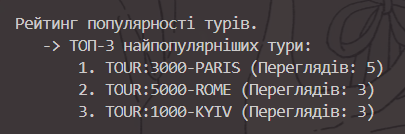 Рейтинг популярності турів.
-> ТОП-3 найпопулярніших тури:
1. TOUR:3000-PARIS (Переглядів: 5)
2. TOUR:5000-ROME (Переглядів: 3)
3. TOUR:1000-KYIV (Переглядів: 3)